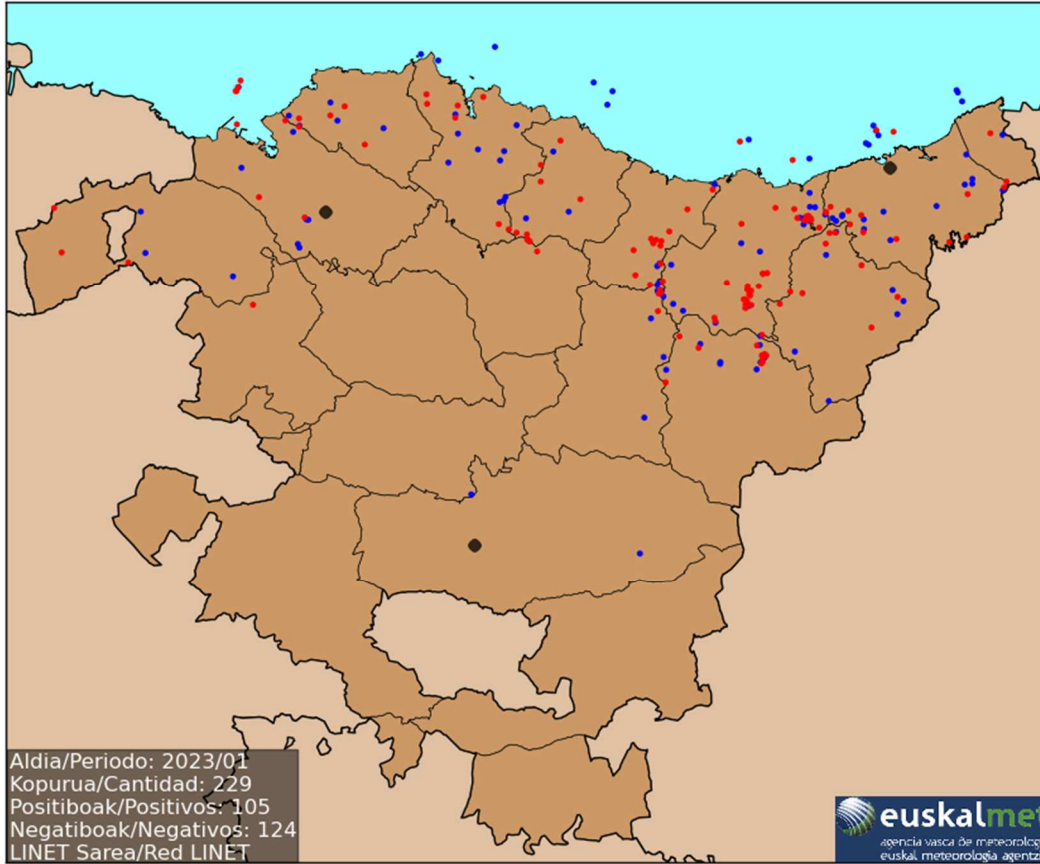 Aldia/Periodo: 2023/01
Kopurua/Cantidad: 229
Positiboak/Positivos: 105
Negatiboak/Negativos: 124
LINET Sarea/Red LINET
euskalmet
agencia vasca de meteorolog
euskal meteorologia agentz